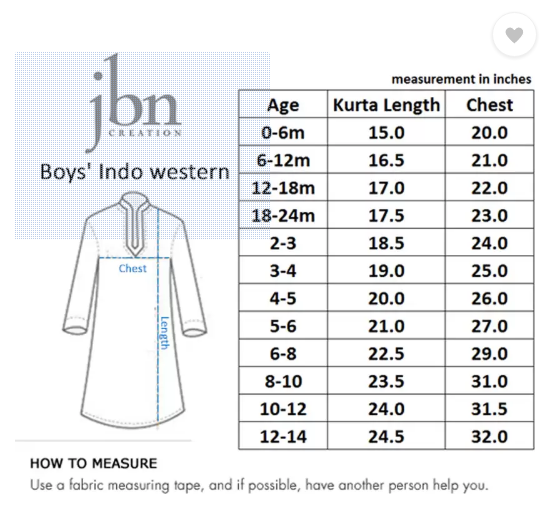 jbn
CREATION
Boys' Indo western
Chest
Length
measurement in inches
Age Kurta Length Chest
0-6m 15.0 20.0
6-12m 16.5 21.0
12-18m 17.0 22.0
18-24m 17.5 23.0
2-3 18.5 24.0
3-4 19.0 25.0
4-5 20.0 26.0
5-6 21.0 27.0
6-8 22.5 29.0
8-10 23.5 31.0
10-12 24.0 31.5
12-14 24.5 32.0
HOW TO MEASURE
Use a fabric measuring tape, and if possible, have another person help you.